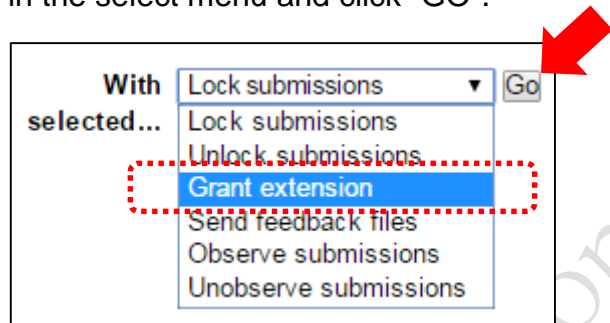 in the select menu and click "GO".
With Lock submissions ▼ Go
selected... Lock submissions
Unlock submissions
Grant extension
Send feedback files
Observe submissions
Unobserve submissions